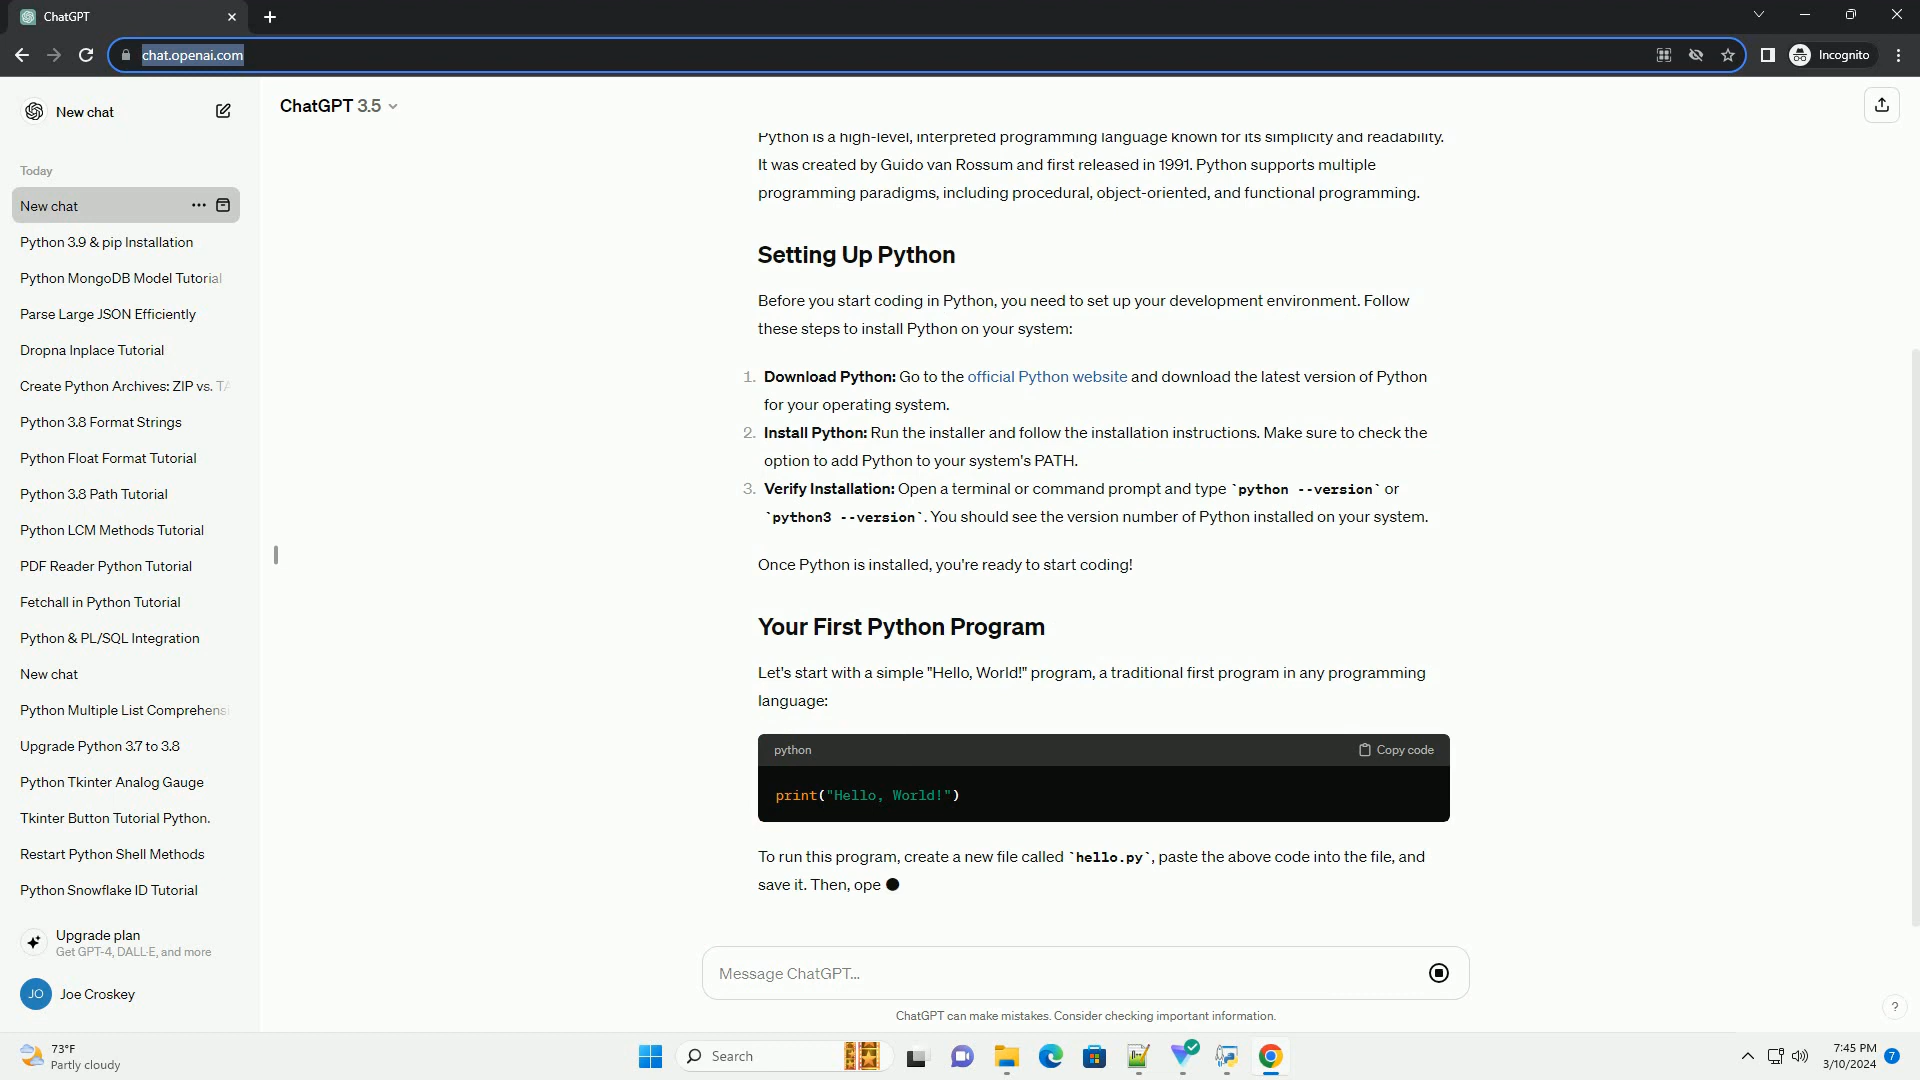 ChatGPT
chat.openai.com
Incognito
New chat
Today
New chat
Python 3.9 & pip Installation
Python MongoDB Model Tutorial
Parse Large JSON Efficiently
Dropna Inplace Tutorial
Create Python Archives: ZIP vs. TA
Python 3.8 Format Strings
Python Float Format Tutorial
Python 3.8 Path Tutorial
Python LCM Methods Tutorial
PDF Reader Python Tutorial
Fetchall in Python Tutorial
Python & PL/SQL Integration
New chat
Python Multiple List Comprehensi
Upgrade Python 3.7 to 3.8
Python Tkinter Analog Gauge
Tkinter Button Tutorial Python.
Restart Python Shell Methods
Python Snowflake ID Tutorial
Upgrade plan
Get GPT-4, DALL·E, and more
JO Joe Croskey
ChatGPT 3.5
Python is a high-level, interpreted programming language known for its simplicity and readability.
It was created by Guido van Rossum and first released in 1991. Python supports multiple
programming paradigms, including procedural, object-oriented, and functional programming.
Setting Up Python
Before you start coding in Python, you need to set up your development environment. Follow
these steps to install Python on your system:
1. Download Python: Go to the official Python website and download the latest version of Python
for your operating system.
2. Install Python: Run the installer and follow the installation instructions. Make sure to check the
option to add Python to your system's PATH.
3. Verify Installation: Open a terminal or command prompt and type `python --version` or
`python3 --version`. You should see the version number of Python installed on your system.
Once Python is installed, you're ready to start coding!
Your First Python Program
Let's start with a simple "Hello, World!" program, a traditional first program in any programming
language:
python
Copy code
print("Hello, World!")
To run this program, create a new file called `hello.py`, paste the above code into the file, and
save it. Then, ope
Message ChatGPT...
ChatGPT can make mistakes. Consider checking important information.
?
73°F
Partly cloudy
Search
7:45 PM
3/10/2024
7